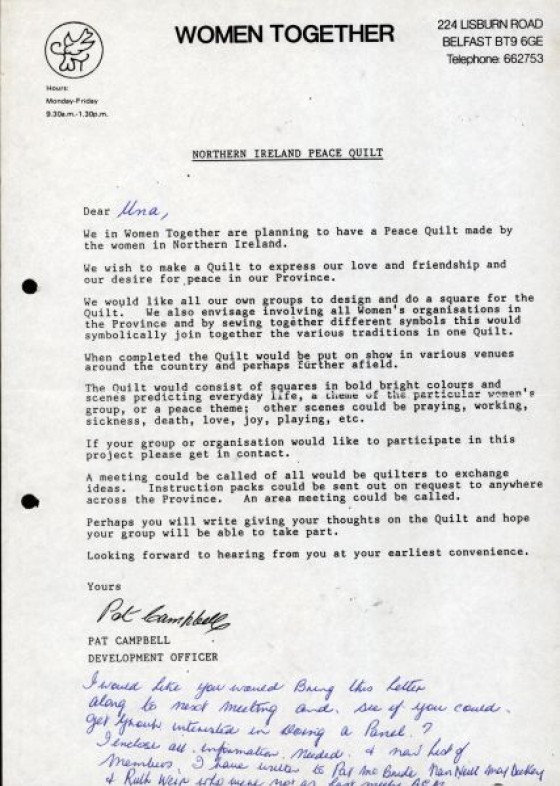 WOMEN TOGETHER
224 LISBURN ROAD
BELFAST BT9 6GE
Telephone: 662753
Hours:
Monday-Friday
9.30a.m.-1.30p.m.
NORTHERN IRELAND PEACE QUILT
Dear Una,
We in Women Together are planning to have a Peace Quilt made by
the women in Northern Ireland.
We wish to make a Quilt to express our love and friendship and
our desire for peace in our Province.
We would like all our own groups to design and do a square for the
Quilt. We also envisage involving all Women's organisations in
the Province and by sewing together different symbols this would
symbolically join together the various traditions in one Quilt.
When completed the Quilt would be put on show in various venues
around the country and perhaps further afield.
The Quilt would consist of squares in bold bright colours and
scenes predicting everyday life, a theme of the particular women's
group, or a peace theme; other scenes could be praying, working,
sickness, death, love, joy, playing, etc.
If your group or organisation would like to participate in this
project please get in contact.
A meeting could be called of all would be quilters to exchange
ideas. Instruction packs could be sent out on request to anywhere
across the Province. An area meeting could be called.
Perhaps you will write giving your thoughts on the Quilt and hope
your group will be able to take part.
Looking forward to hearing from you at your earliest convenience.
Yours
Pat Campbell
PAT CAMPBELL
DEVELOPMENT OFFICER
I would like you would Bring this letter
along to next meeting and. see if you could.
get group interested in Doing a Panel.?
I enclose all. information. needed. & new list of
members. I have written to Pat Mc Bride
& Ruth Weir who were not at last